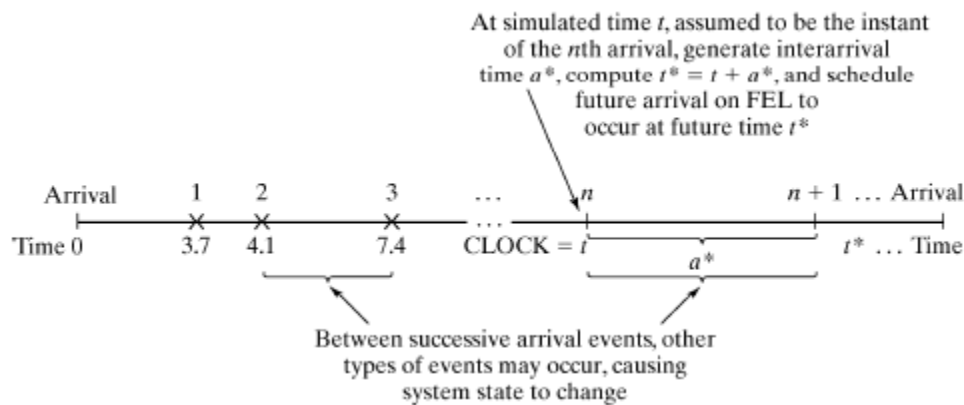 At simulated time t, assumed to be the instant
of the nth arrival, generate interarrival
time a*, compute t* = t + a*, and schedule
future arrival on FEL to
occur at future time t*
Arrival 1 2 3 ... n n + 1 ... Arrival
...
Time 0 3.7 4.1 7.4 CLOCK = t t* ... Time
a*
Between successive arrival events, other
types of events may occur, causing
system state to change